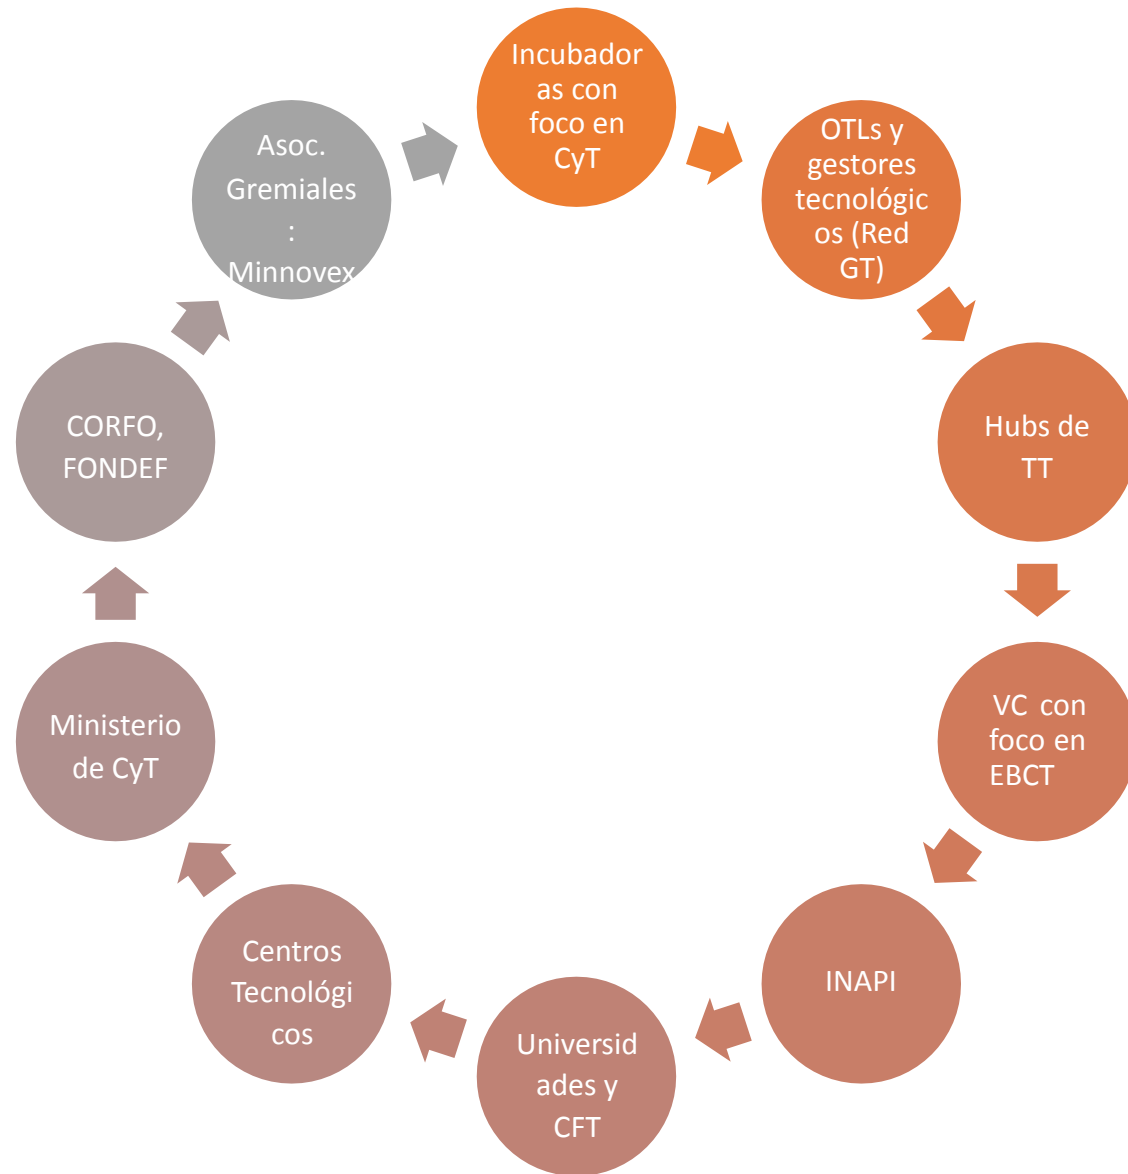 Incubador
as con
foco en
CyT
OTLs y
gestores
tecnológic
os (Red
GT)
Hubs de
TT
VC con
foco en
EBCT
INAPI
Universid
ades y
CFT
Centros
Tecnológi
cos
Ministerio
de CyT
CORFO,
FONDEF
Asoc.
Gremiales
:
Minnovex